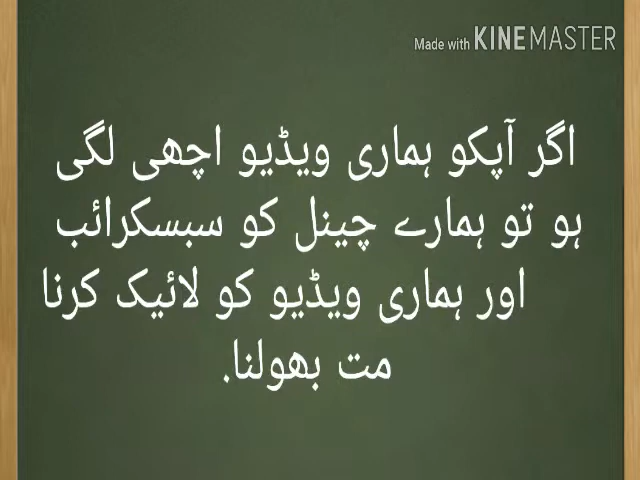 Made with KINEMASTER
اگر آپکو ہماری ویڈیو اچھی لگی
ہو تو ہمارے چینل کو سبسکرائب
اور ہماری ویڈیو کو لائیک کرنا
مت بھولنا.